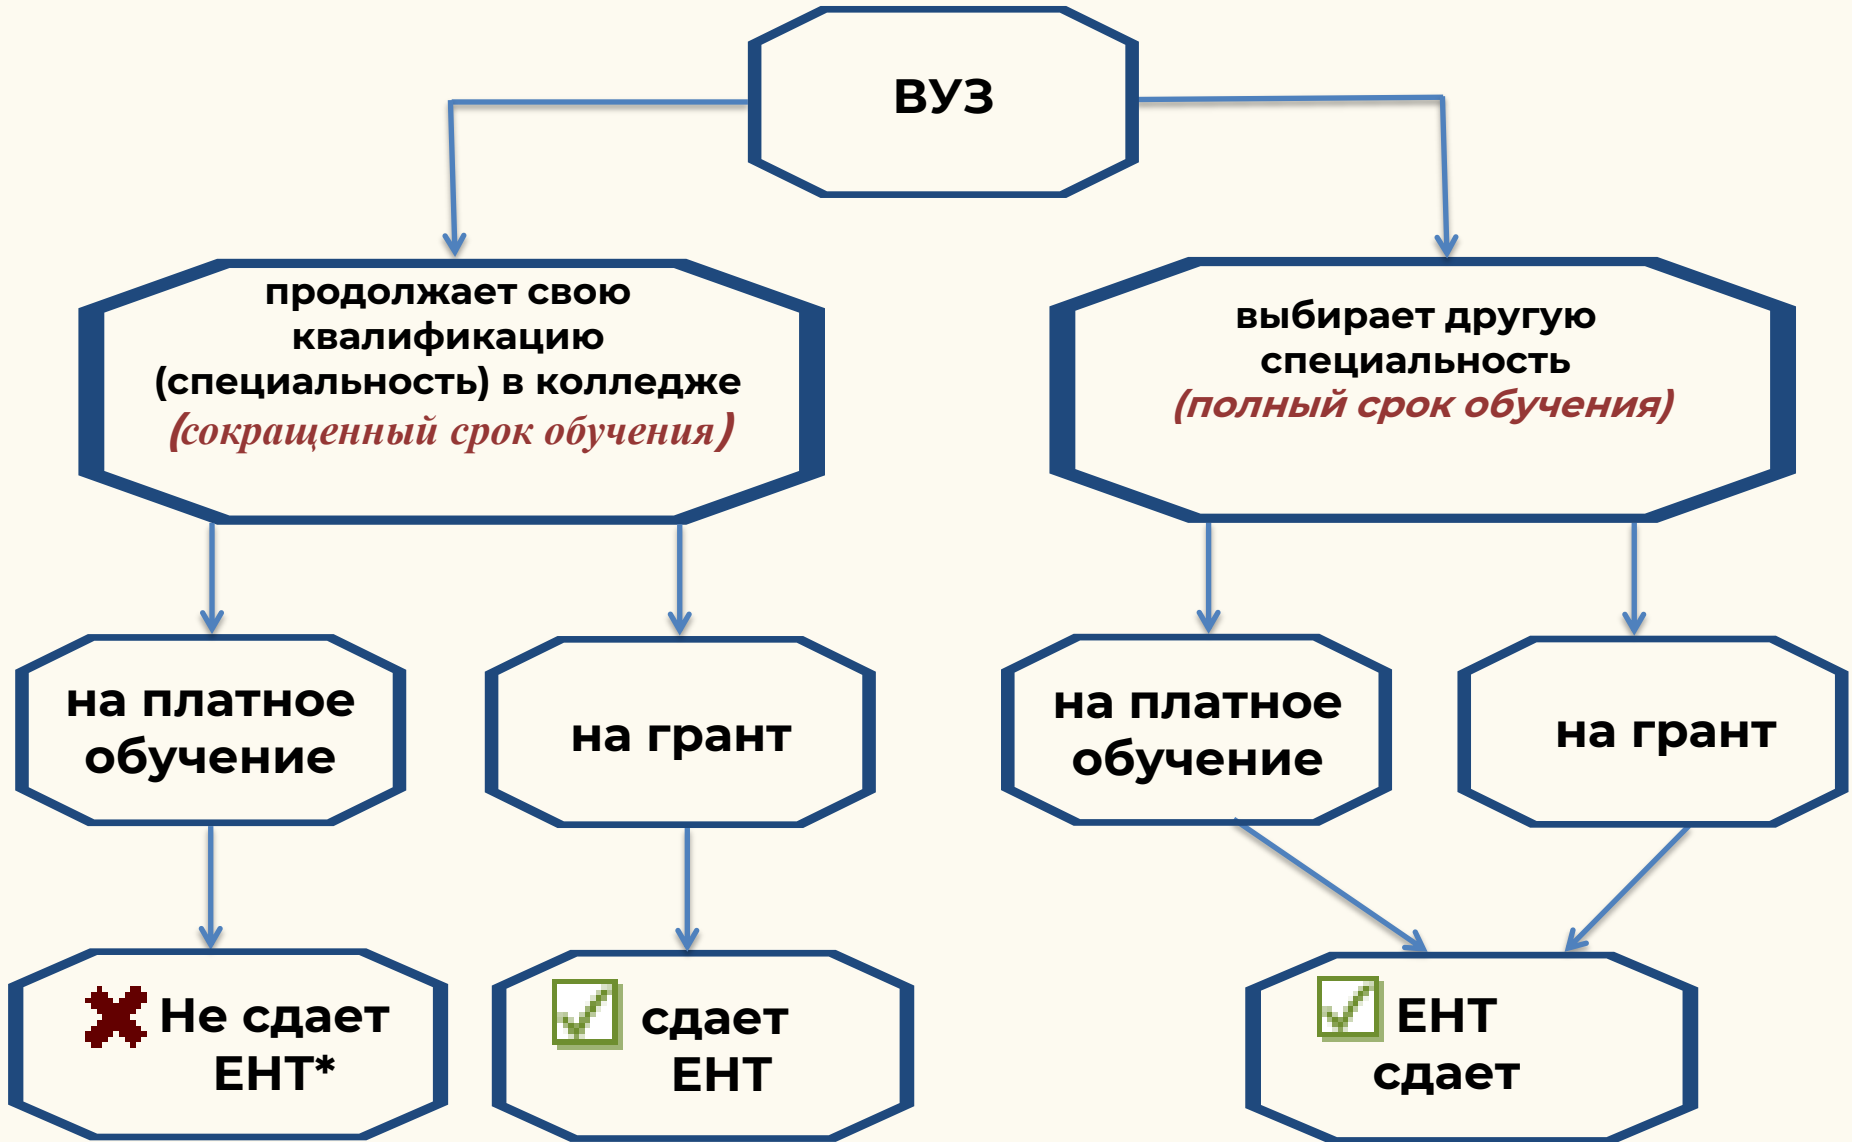 ВУЗ
продолжает свою
квалификацию
(специальность) в колледже
(сокращенный срок обучения)
выбирает другую
специальность
(полный срок обучения)
на платное
обучение
на грант
на платное
обучение
на грант
Не сдает
ЕНТ*
сдает
ЕНТ
ЕНТ
сдает